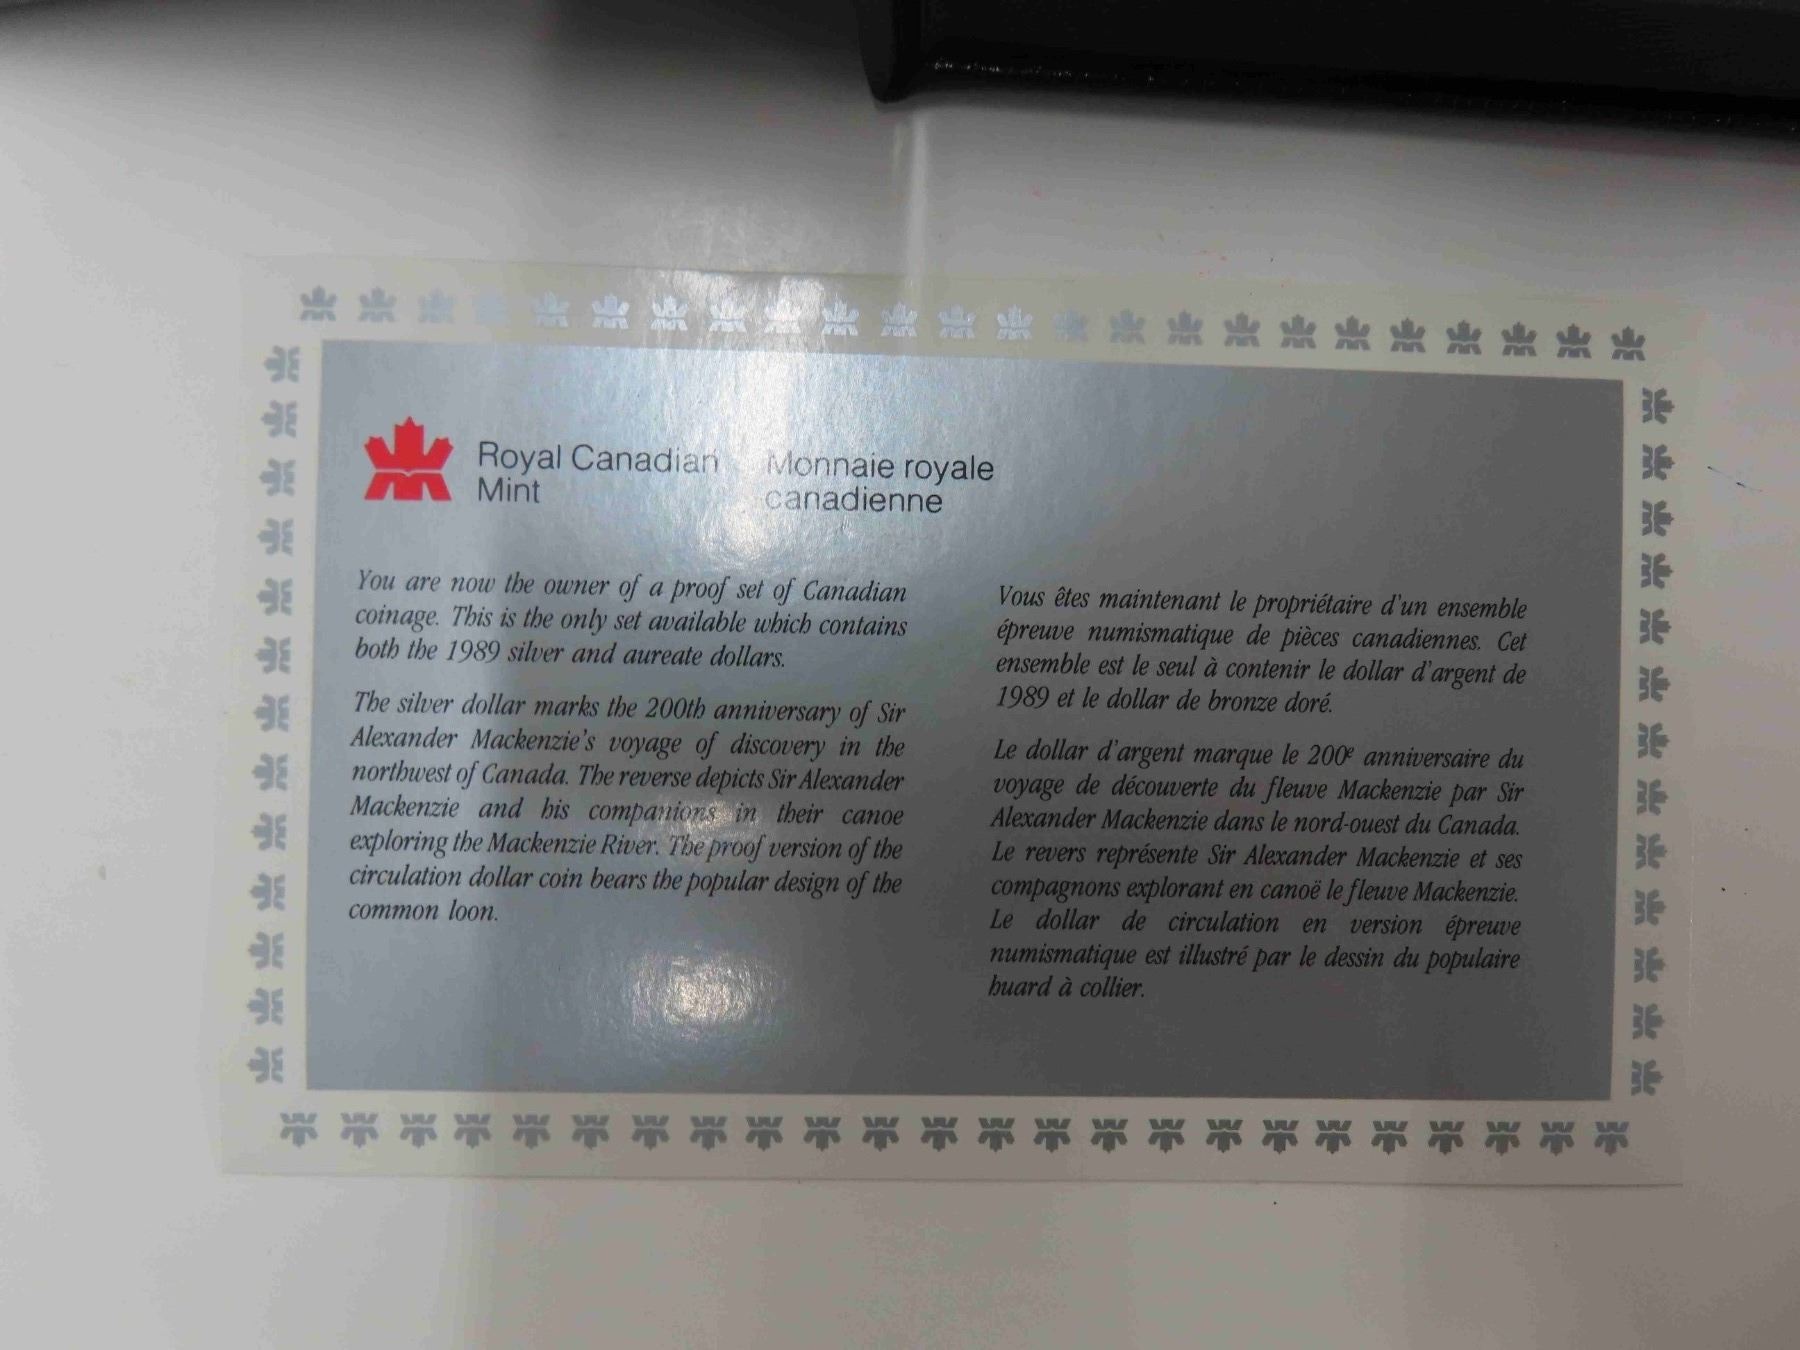 Royal Canadian
Mint
Monnaie royale
canadienne
You are now the owner of a proof set of Canadian
coinage. This is the only set available which contains
both the 1989 silver and aureate dollars.
The silver dollar marks the 200th anniversary of Sir
Alexander Mackenzie's voyage of discovery in the
northwest of Canada. The reverse depicts Sir Alexander
Mackenzie and his companions in their canoe
exploring the Mackenzie River. The proof version of the
circulation dollar coin bears the popular design of the
common loon.
Vous êtes maintenant le propriétaire d'un ensemble
épreuve numismatique de pièces canadiennes. Cet
ensemble est le seul à contenir le dollar d'argent de
1989 et le dollar de bronze doré.
Le dollar d'argent marque le 200e anniversaire du
voyage de découverte du fleuve Mackenzie par Sir
Alexander Mackenzie dans le nord-ouest du Canada.
Le revers représente Sir Alexander Mackenzie et ses
compagnons explorant en canoë le fleuve Mackenzie.
Le dollar de circulation en version épreuve
numismatique est illustré par le dessin du populaire
huard à collier.